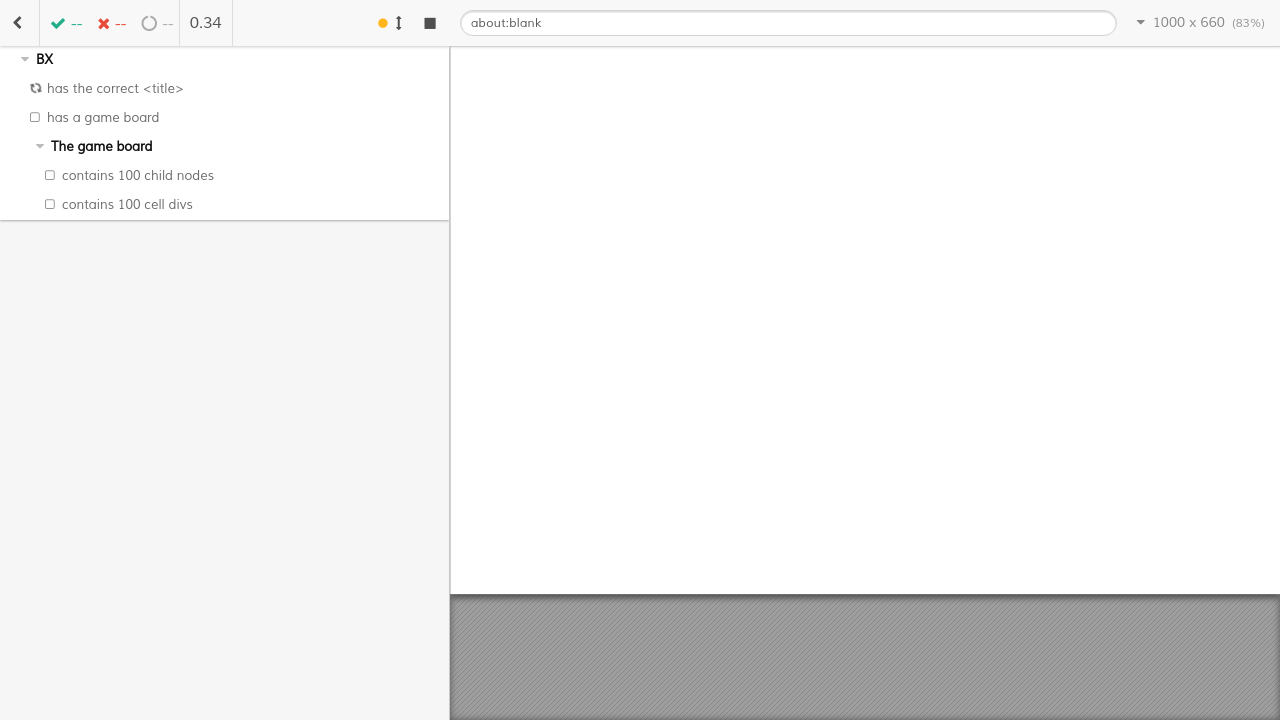 -- -- -- 0.34 about:blank 1000 x 660 (83%)
BX
has the correct <title>
has a game board
The game board
contains 100 child nodes
contains 100 cell divs